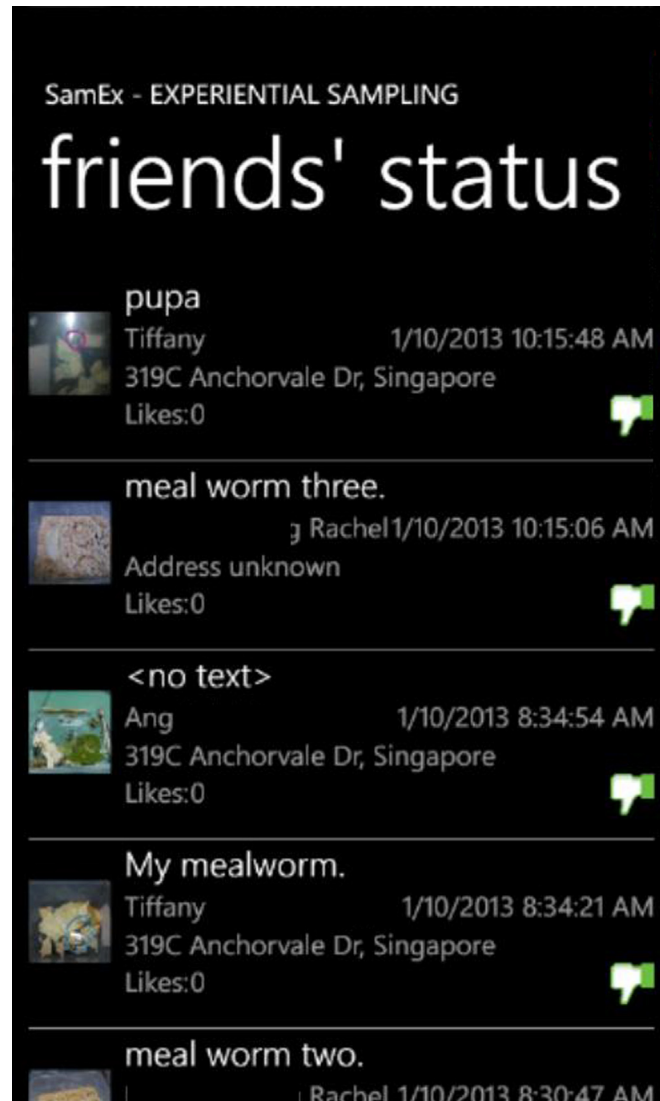 SamEx - EXPERIENTIAL SAMPLING
friends' status
pupa
Tiffany 1/10/2013 10:15:48 AM
319C Anchorvale Dr, Singapore
Likes:0
meal worm three.
g Rachel1/10/2013 10:15:06 AM
Address unknown
Likes:0
<no text>
Ang 1/10/2013 8:34:54 AM
319C Anchorvale Dr, Singapore
Likes:0
My mealworm.
Tiffany 1/10/2013 8:34:21 AM
319C Anchorvale Dr, Singapore
Likes:0
meal worm two.
Rachel 1/10/2013 8:30:47 AM